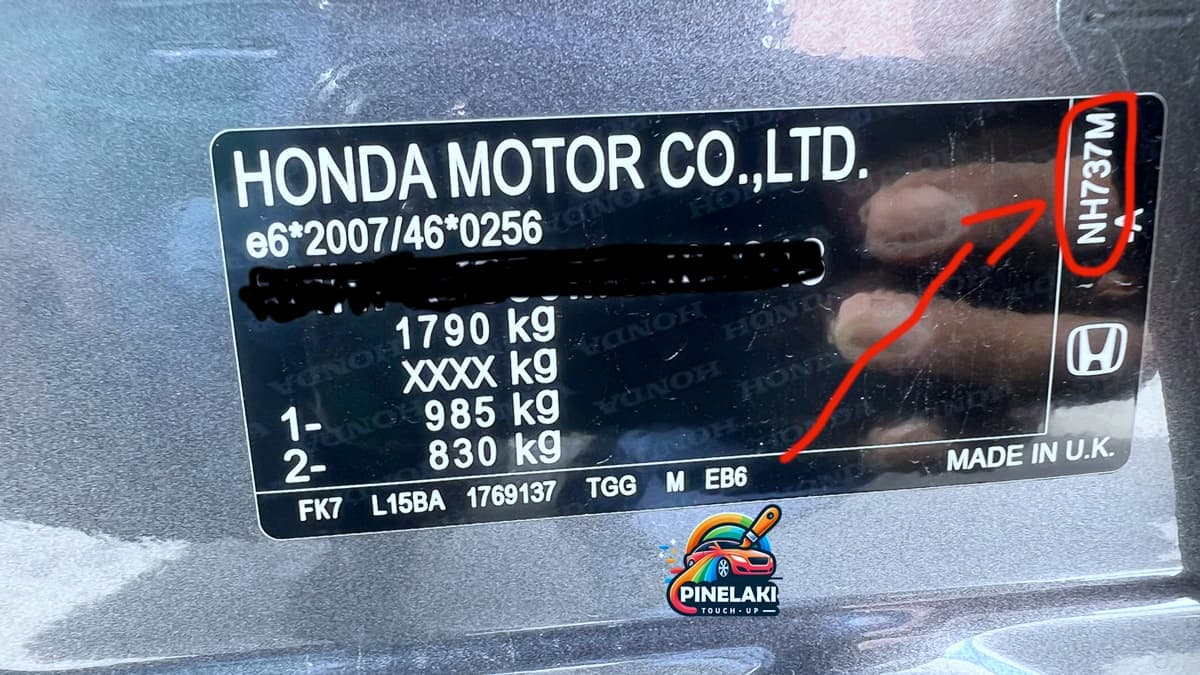 HONDA MOTOR CO.,LTD.
e6*2007/46*0256
1790 kg
XXXX kg
1- 985 kg
2- 830 kg
FK7 L15BA 1769137 TGG M EB6
MADE IN U.K.
NH737M
-A
PINELAKI
TOUCH-UP